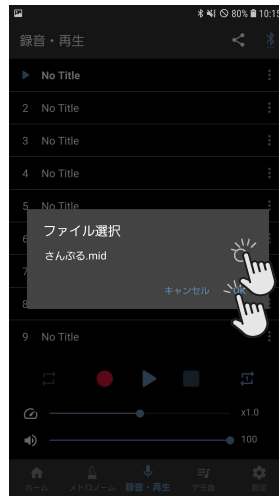 80% 10:15
録音・再生
No Title
2 No Title
3 No Title
4 No Title
5 No Title
ファイル選択
6
さんぷる.mid
7
キャンセル OK
8
9 No Title
x1.0
100
ホーム メトロノーム 録音・再生 デモ曲 設定